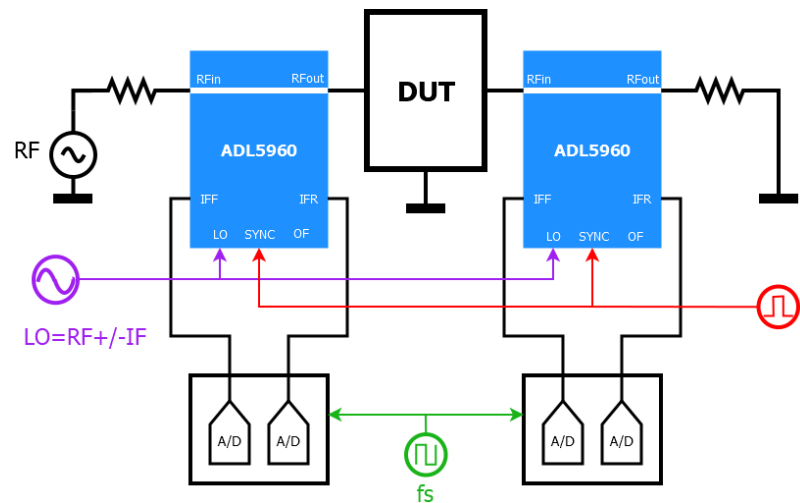 RFin RFout
DUT
RFin RFout
RF
ADL5960
ADL5960
IFF IFR
IFF IFR
LO SYNC OF
LO SYNC OF
LO=RF+/-IF
A/D A/D
A/D A/D
fs